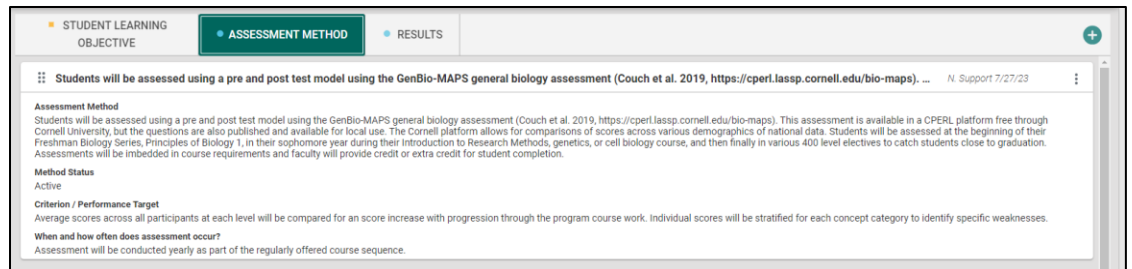 STUDENT LEARNING
OBJECTIVE
ASSESSMENT METHOD
RESULTS
Students will be assessed using a pre and post test model using the GenBio-MAPS general biology assessment (Couch et al. 2019, https://cperl.lassp.cornell.edu/bio-maps). ...
N. Support 7/27/23
Assessment Method
Students will be assessed using a pre and post test model using the GenBio-MAPS general biology assessment (Couch et al. 2019, https://cperl.lassp.cornell.edu/bio-maps). This assessment is available in a CPERL platform free through
Cornell University, but the questions are also published and available for local use. The Cornell platform allows for comparisons of scores across various demographics of national data. Students will be assessed at the beginning of their
Freshman Biology Series, Principles of Biology 1, in their sophomore year during their Introduction to Research Methods, genetics, or cell biology course, and then finally in various 400 level electives to catch students close to graduation.
Assessments will be imbedded in course requirements and faculty will provide credit or extra credit for student completion.
Method Status
Active
Criterion / Performance Target
Average scores across all participants at each level will be compared for an score increase with progression through the program course work. Individual scores will be stratified for each concept category to identify specific weaknesses.
When and how often does assessment occur?
Assessment will be conducted yearly as part of the regularly offered course sequence.